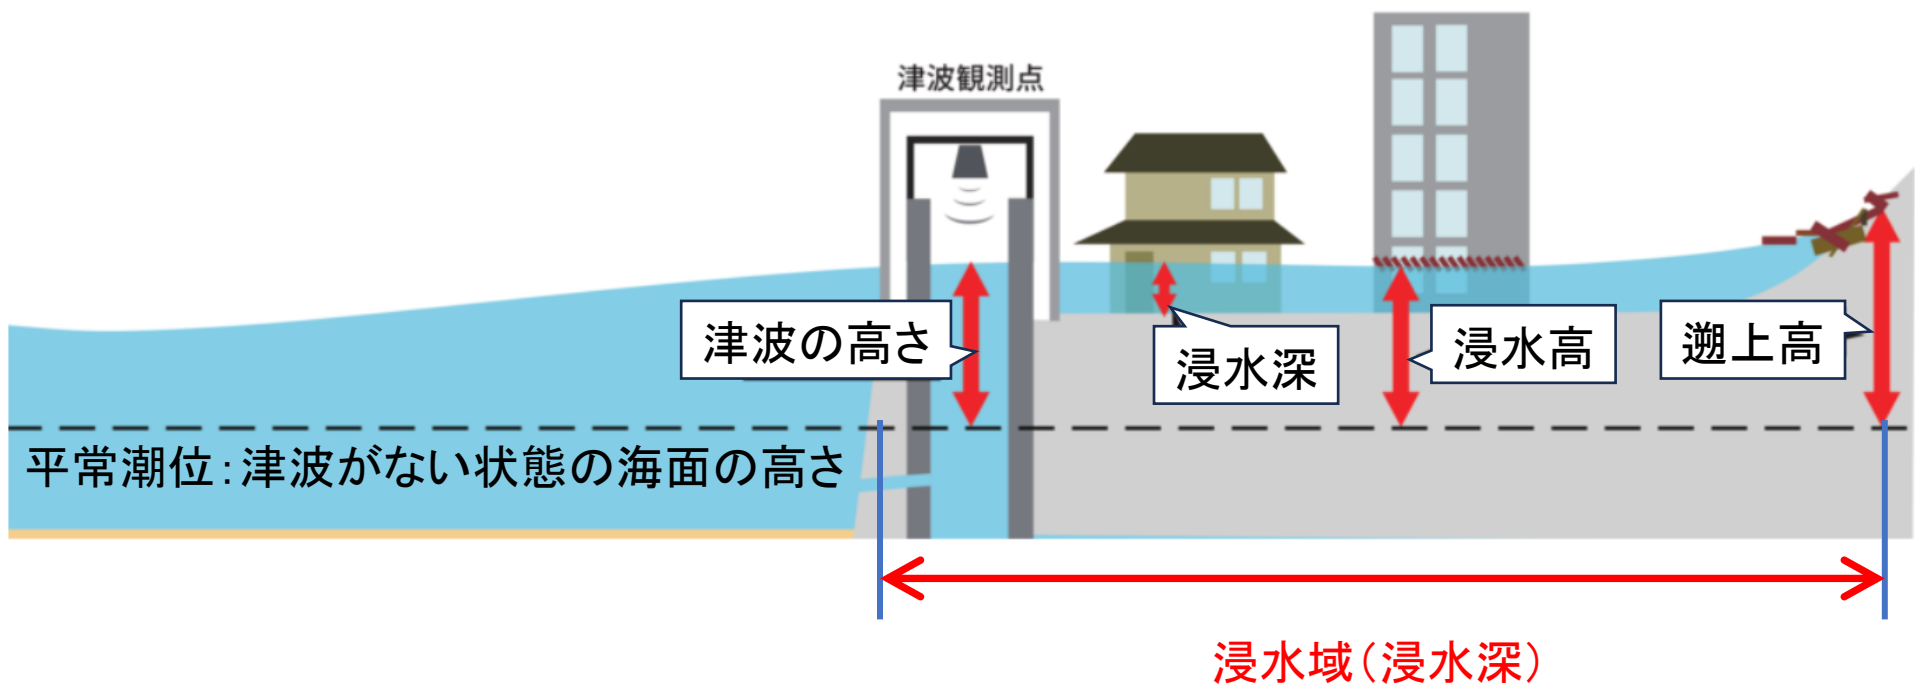 津波観測点
津波の高さ
浸水深
浸水高
遡上高
平常潮位:津波がない状態の海面の高さ
浸水域(浸水深)